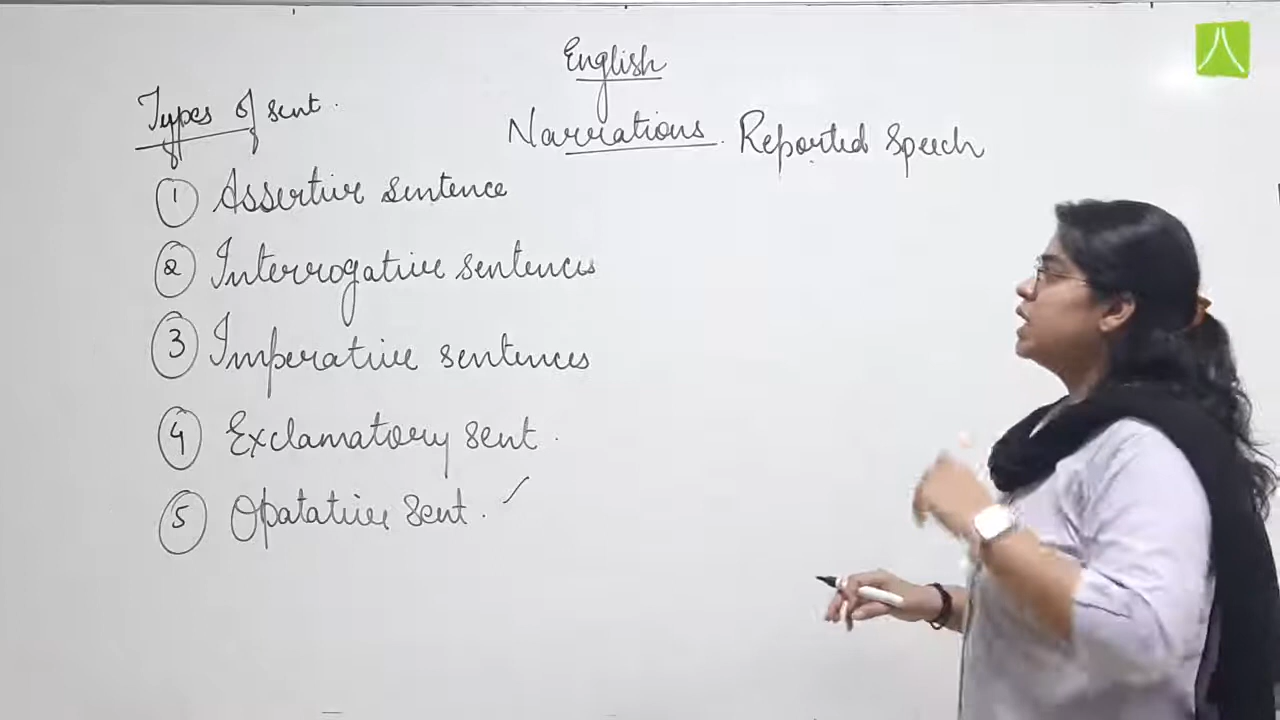 English
Narrations. Reported Speech
Types of sent.
1 Assertive sentence
2 Interrogative sentences
3 Imperative sentences
4 Exclamatory sent.
5 Opatative sent.